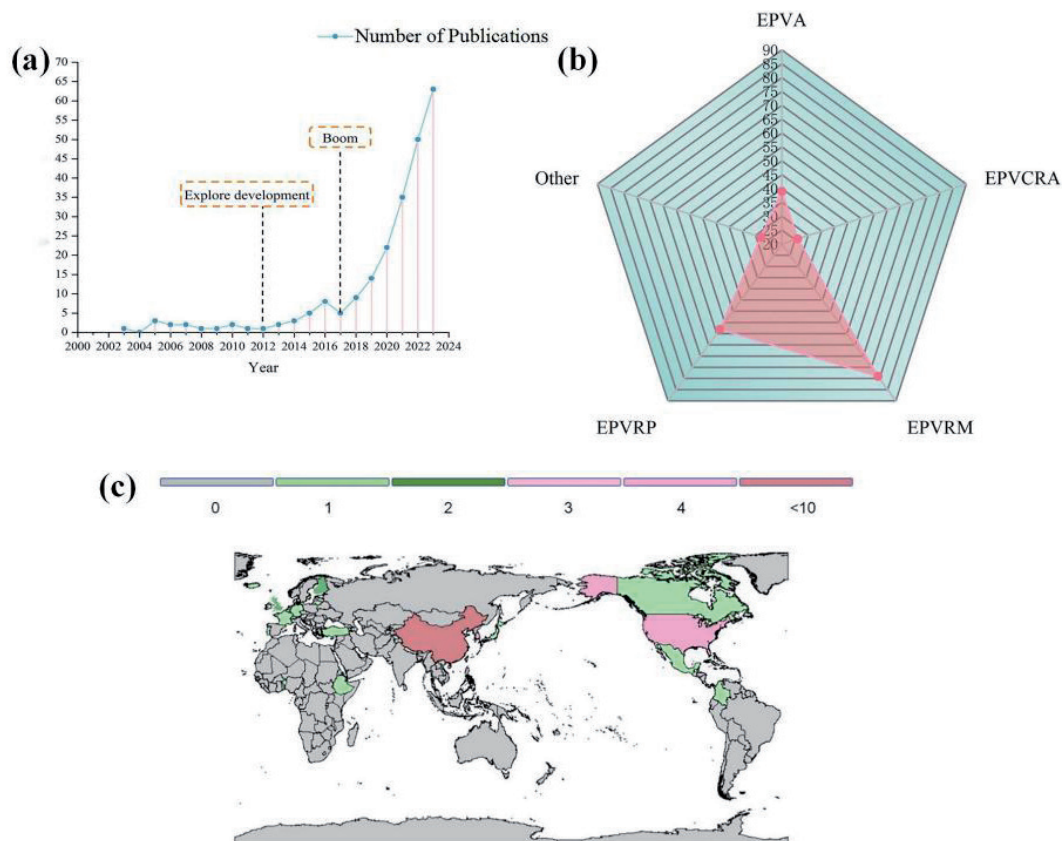 (a)
Number of Publications
70
65
60
55
50
45
40
35
30
25
20
15
10
5
0
Boom
Explore development
2000 2002 2004 2006 2008 2010 2012 2014 2016 2018 2020 2022 2024
Year
(b)
EPVA
90
85
80
75
70
65
60
55
50
45
40
35
30
25
20
Other
EPVCRA
EPVRP
EPVRM
(c)
0 1 2 3 4 <10